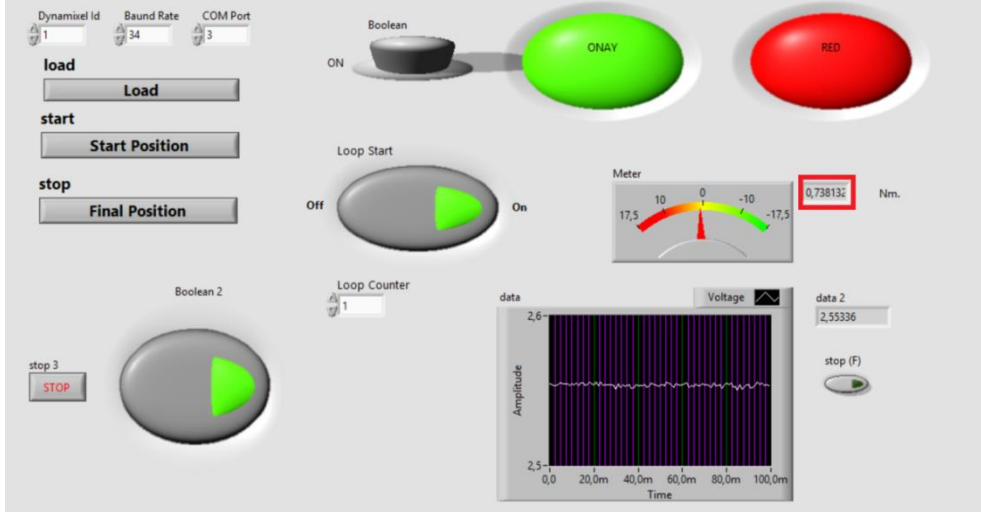 Dynamixel Id
Baund Rate
COM Port
1
34
3
load
Load
start
Start Position
stop
Final Position
Boolean
ON
ONAY
RED
Loop Start
Off
On
Meter
17,5
10
0
-10
-17,5
0,738132
Nm.
Boolean 2
stop 3
STOP
Loop Counter
1
data
Voltage
2,6
2,5
Amplitude
0,0
20,0m
40,0m
60,0m
80,0m
100,0m
Time
data 2
2,55336
stop (F)